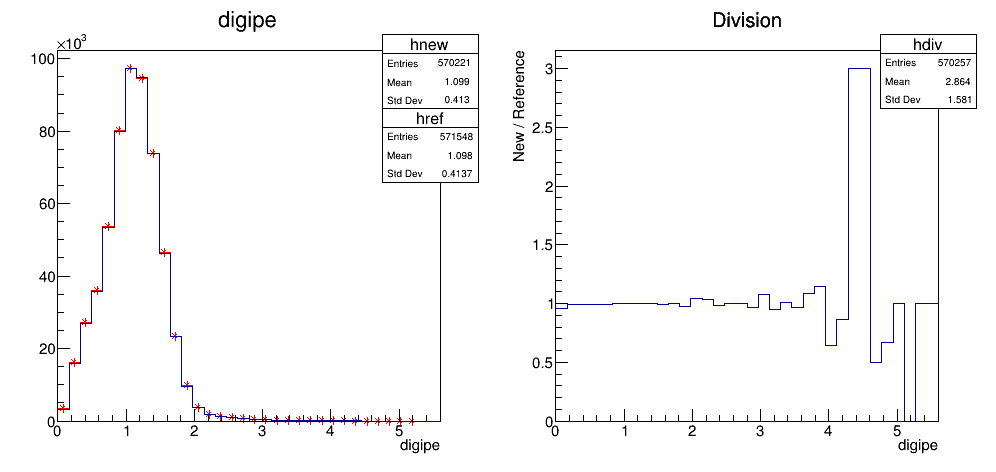 digipe
×10³
100
80
60
40
20
0
0 1 2 3 4 5
digipe
hnew
Entries 570221
Mean 1.099
Std Dev 0.413
href
Entries 571548
Mean 1.098
Std Dev 0.4137
Division
New / Reference
3
2.5
2
1.5
1
0.5
0
0 1 2 3 4 5
digipe
hdiv
Entries 570257
Mean 2.864
Std Dev 1.581